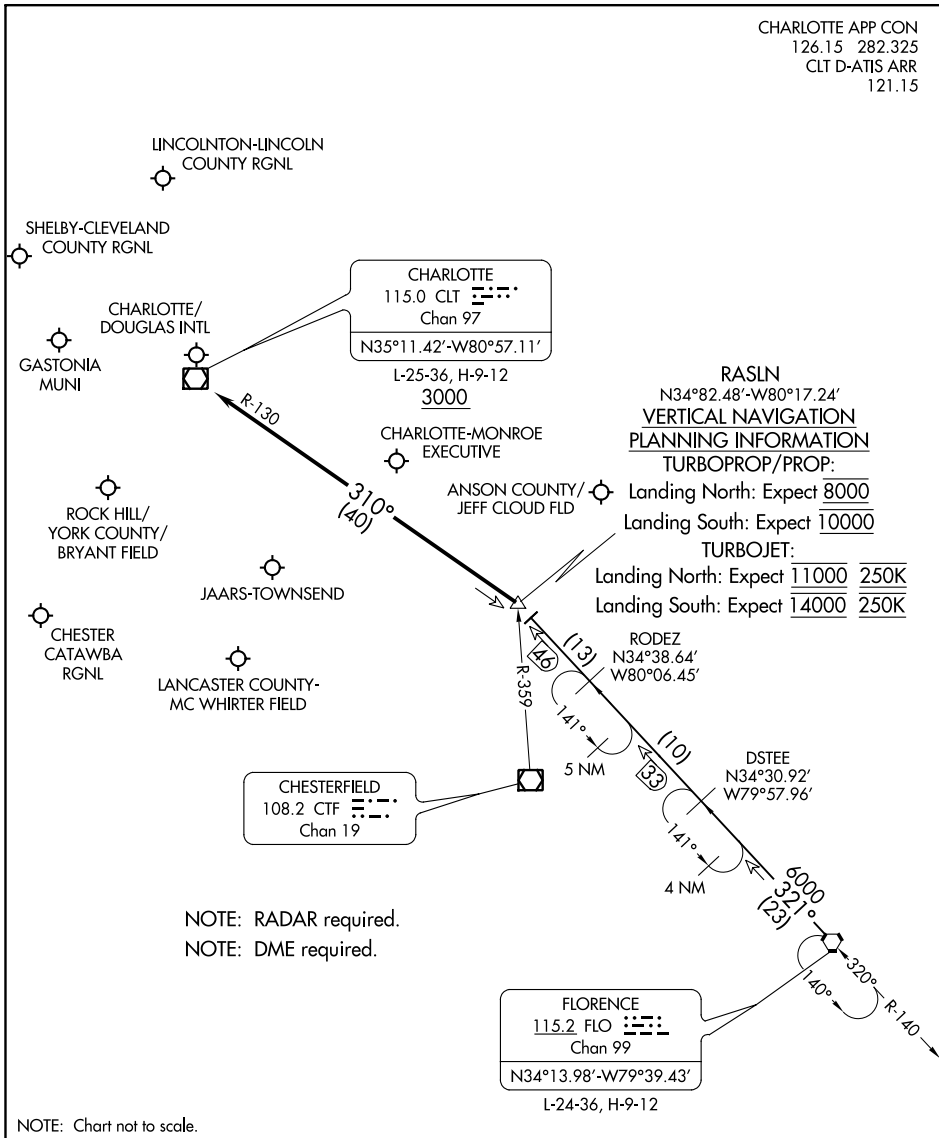 CHARLOTTE APP CON
126.15 282.325
CLT D-ATIS ARR
121.15
LINCOLNTON-LINCOLN
COUNTY RGNL
SHELBY-CLEVELAND
COUNTY RGNL
CHARLOTTE/
DOUGLAS INTL
GASTONIA
MUNI
CHARLOTTE
115.0 CLT
Chan 97
N35°11.42'-W80°57.11'
L-25-36, H-9-12
3000
R-130
310°
(40)
CHARLOTTE-MONROE
EXECUTIVE
ANSON COUNTY/
JEFF CLOUD FLD
RASLN
N34°82.48'-W80°17.24'
VERTICAL NAVIGATION
PLANNING INFORMATION
TURBOPROP/PROP:
Landing North: Expect 8000
Landing South: Expect 10000
TURBOJET:
Landing North: Expect 11000 250K
Landing South: Expect 14000 250K
ROCK HILL/
YORK COUNTY/
BRYANT FIELD
JAARS-TOWNSEND
CHESTER
CATAWBA
RGNL
LANCASTER COUNTY-
MC WHIRTER FIELD
R-359
46
(13)
RODEZ
N34°38.64'
W80°06.45'
141°
5 NM
33
(10)
DSTEE
N34°30.92'
W79°57.96'
141°
4 NM
CHESTERFIELD
108.2 CTF
Chan 19
6000
321°
(23)
NOTE: RADAR required.
NOTE: DME required.
140°
320°
R-140
FLORENCE
115.2 FLO
Chan 99
N34°13.98'-W79°39.43'
L-24-36, H-9-12
NOTE: Chart not to scale.